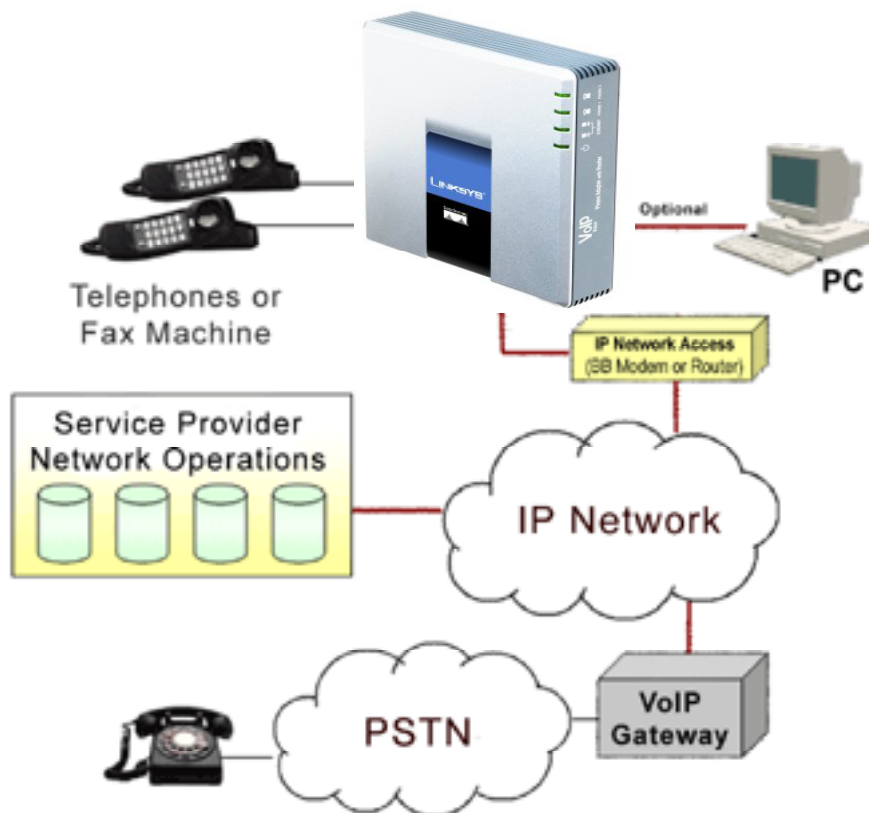 LINKSYS
VoIP
Optional
PC
Telephones or
Fax Machine
IP Network Access
(BB Modem or Router)
Service Provider
Network Operations
IP Network
VoIP
Gateway
PSTN